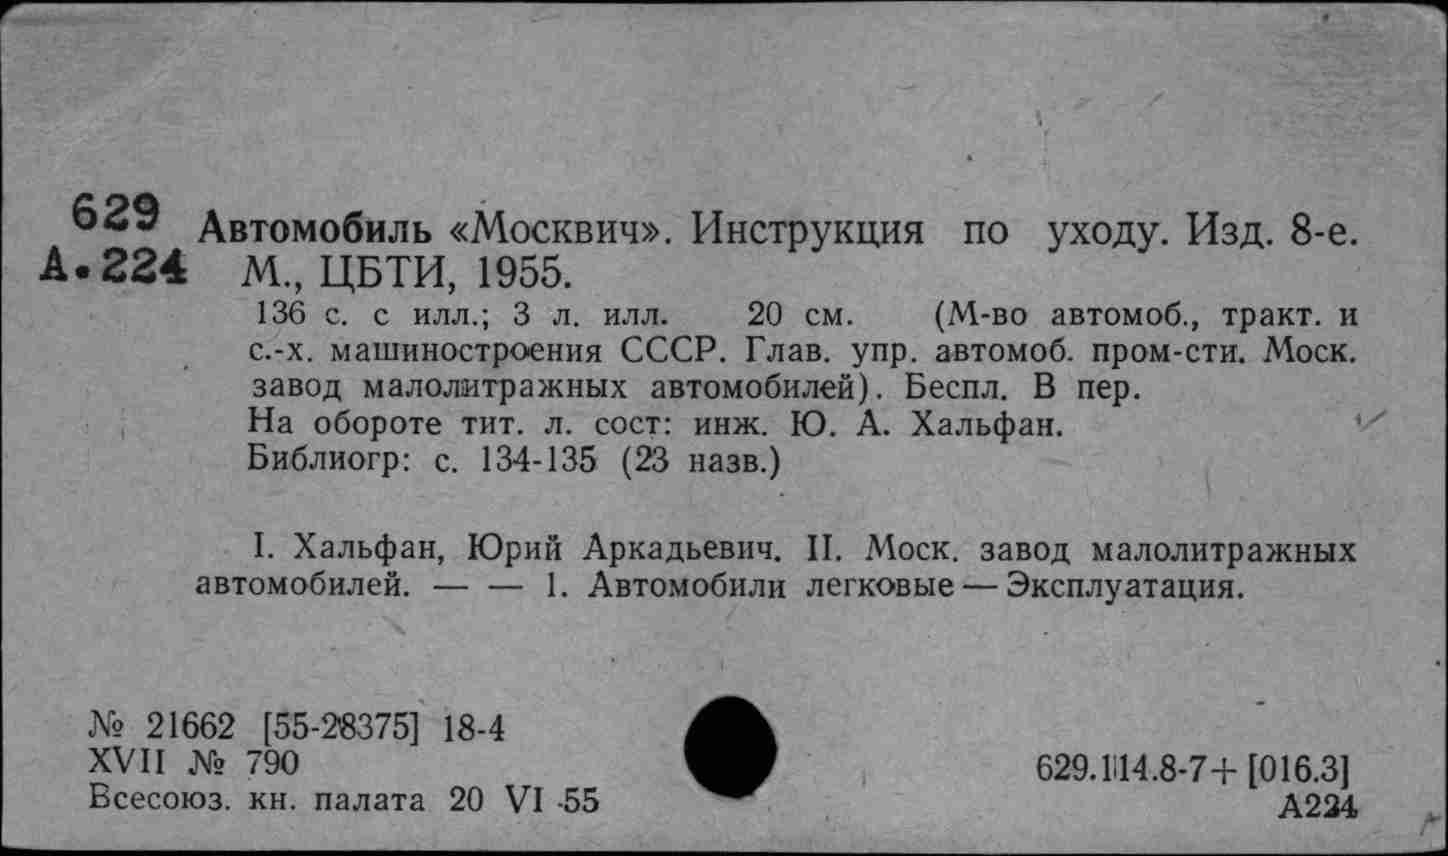 629
А.224
Автомобиль «Москвич». Инструкция по уходу. Изд. 8-е.
М., ЦБТИ, 1955.
136 с. с илл.; 3 л. илл. 20 см. (М-во автомоб., тракт. и
с.-х. машиностроения СССР. Глав. упр. автомоб. пром-сти. Моск.
завод малолитражных автомобилей). Беспл. В пер.
На обороте тит. л. сост: инж. Ю. А. Хальфан.
Библиогр: с. 134-135 (23 назв.)
I. Хальфан, Юрий Аркадьевич. II. Моск. завод малолитражных
автомобилей. — — 1. Автомобили легковые — Эксплуатация.
№ 21662 [55-28375] 18-4
XVII № 790
Всесоюз. кн. палата 20 VI -55
629.114.8-7+[016.3]
А224